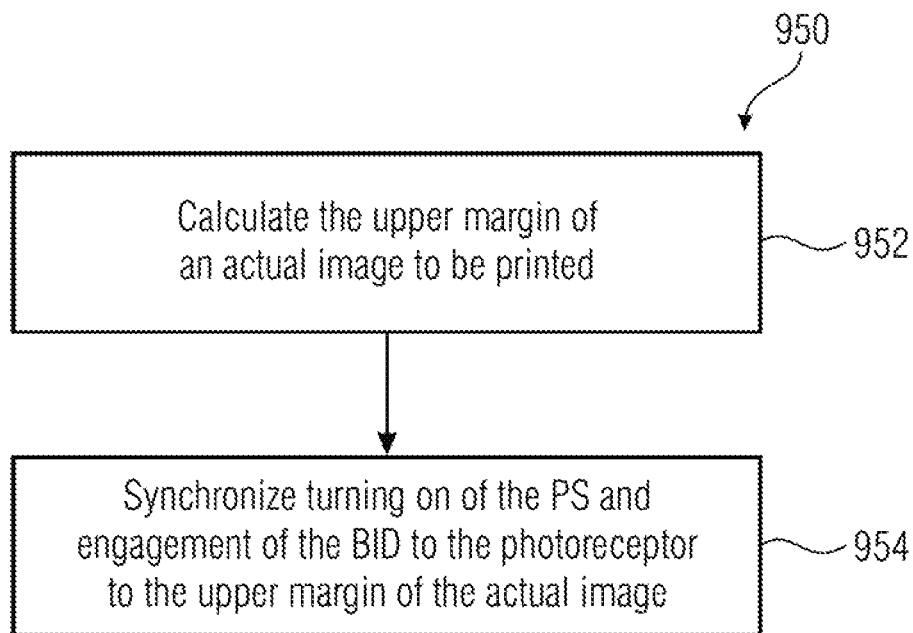 950
Calculate the upper margin of
an actual image to be printed
952
Synchronize turning on of the PS and
engagement of the BID to the photoreceptor
to the upper margin of the actual image
954